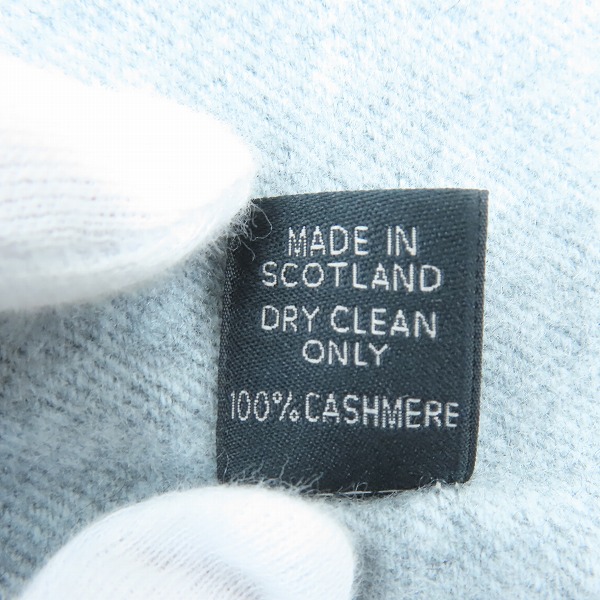 MADE IN
SCOTLAND
DRY CLEAN
ONLY
100% CASHMERE